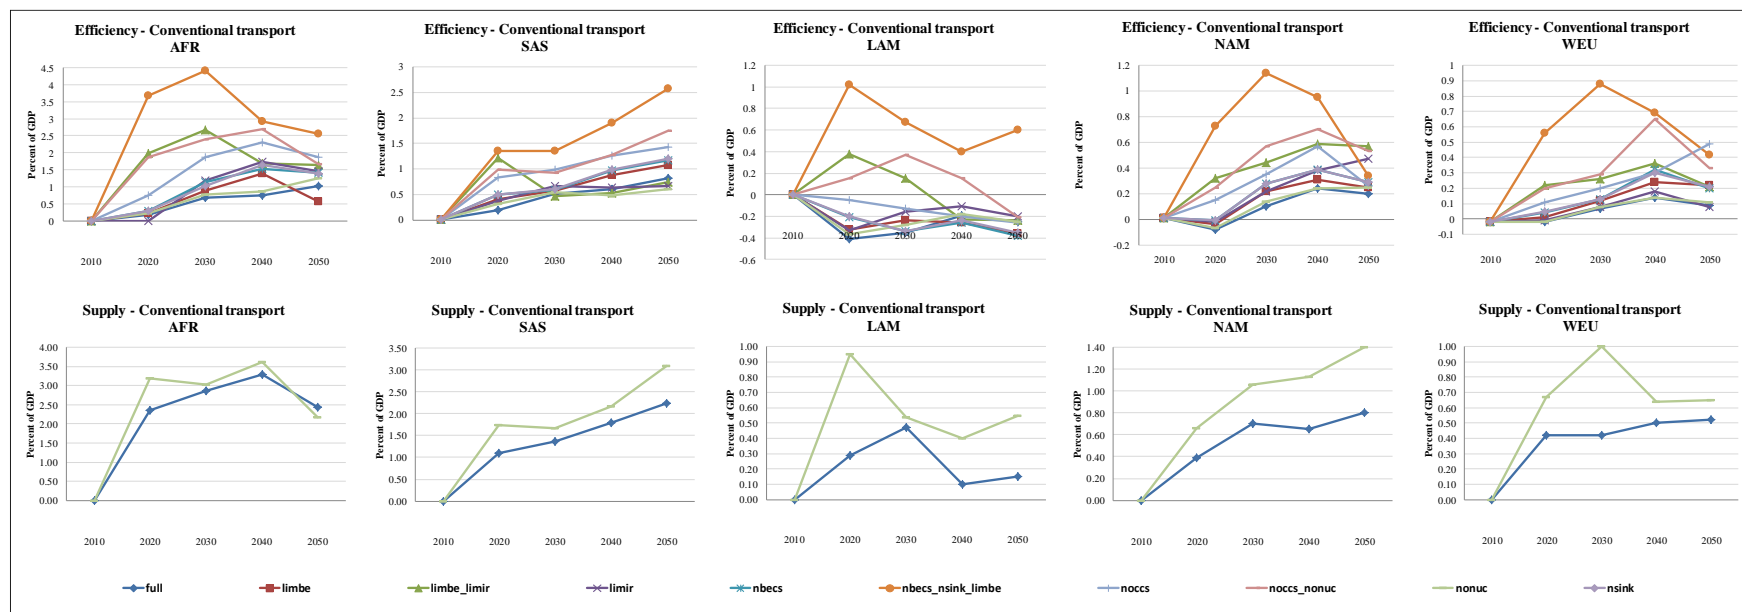 Efficiency - Conventional transport
AFR
Percent of GDP
4.5
4
3.5
3
2.5
2
1.5
1
0.5
0
2010 2020 2030 2040 2050
Efficiency - Conventional transport
SAS
Percent of GDP
3
2.5
2
1.5
1
0.5
0
2010 2020 2030 2040 2050
Efficiency - Conventional transport
LAM
Percent of GDP
1.2
1
0.8
0.6
0.4
0.2
0
-0.2
-0.4
-0.6
2010 2020 2030 2040 2050
Efficiency - Conventional transport
NAM
Percent of GDP
1.2
1
0.8
0.6
0.4
0.2
0
-0.2
2010 2020 2030 2040 2050
Efficiency - Conventional transport
WEU
Percent of GDP
1
0.9
0.8
0.7
0.6
0.5
0.4
0.3
0.2
0.1
0
-0.1
2010 2020 2030 2040 2050
Supply - Conventional transport
AFR
Percent of GDP
4.00
3.50
3.00
2.50
2.00
1.50
1.00
0.50
0.00
2010 2020 2030 2040 2050
Supply - Conventional transport
SAS
Percent of GDP
3.50
3.00
2.50
2.00
1.50
1.00
0.50
0.00
2010 2020 2030 2040 2050
Supply - Conventional transport
LAM
Percent of GDP
1.00
0.90
0.80
0.70
0.60
0.50
0.40
0.30
0.20
0.10
0.00
2010 2020 2030 2040 2050
Supply - Conventional transport
NAM
Percent of GDP
1.40
1.20
1.00
0.80
0.60
0.40
0.20
0.00
2010 2020 2030 2040 2050
Supply - Conventional transport
WEU
Percent of GDP
1.00
0.90
0.80
0.70
0.60
0.50
0.40
0.30
0.20
0.10
0.00
2010 2020 2030 2040 2050
full limbe limbe_limir limir nbecs nbecs_nsink_limbe noccs noccs_nonuc nonuc nsink